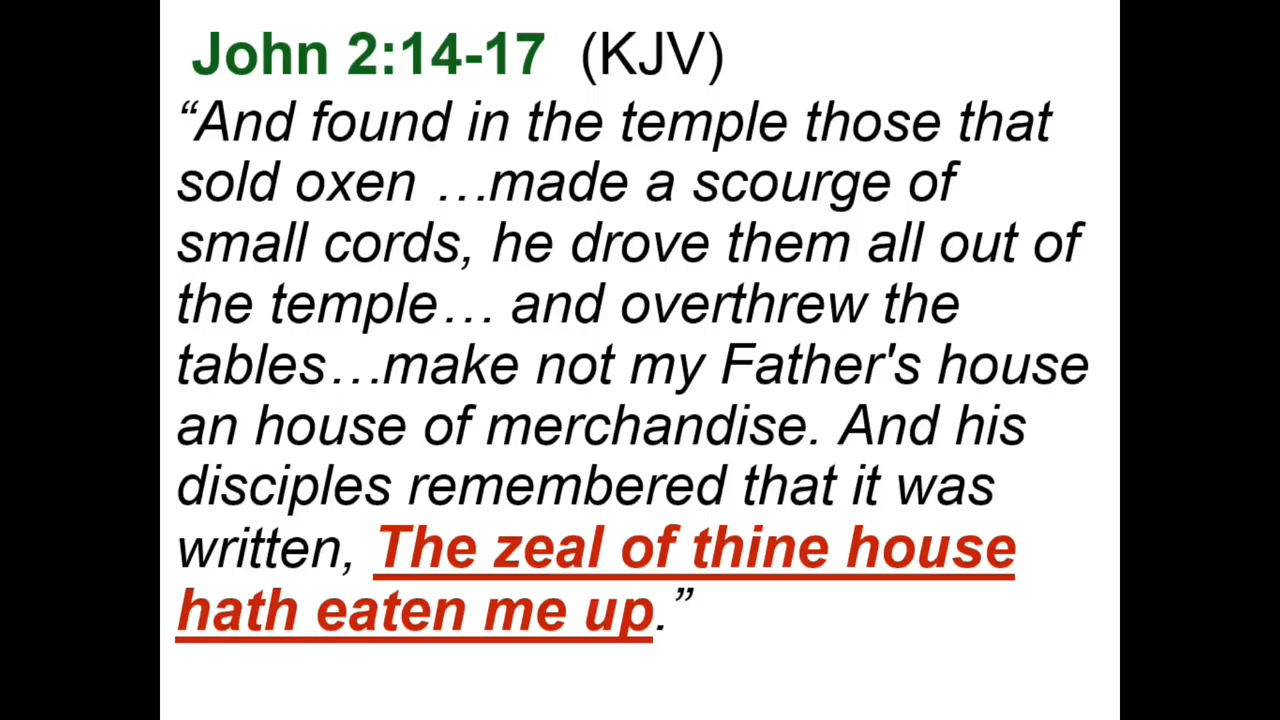 John 2:14-17 (KJV)
“And found in the temple those that
sold oxen …made a scourge of
small cords, he drove them all out of
the temple… and overthrew the
tables…make not my Father's house
an house of merchandise. And his
disciples remembered that it was
written, The zeal of thine house
hath eaten me up.”